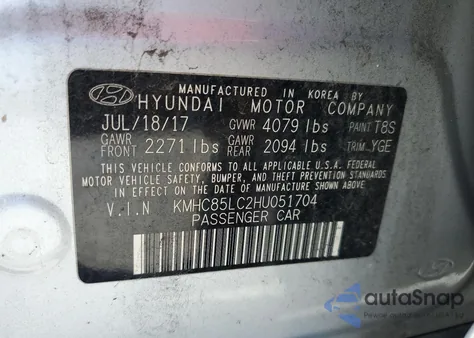 MANUFACTURED IN KOREA BY
HYUNDAI MOTOR COMPANY
JUL/18/17 GVWR 4079 lbs PAINT T8S
GAWR FRONT 2271 lbs GAWR REAR 2094 lbs TRIM YGE
THIS VEHICLE CONFORMS TO ALL APPLICABLE U.S.A. FEDERAL
MOTOR VEHICLE SAFETY, BUMPER, AND THEFT PREVENTION STANDARDS
IN EFFECT ON THE DATE OF MANUFACTURE SHOWN ABOVE.
V.I.N KMHC85LC2HU051704
PASSENGER CAR
autoSnap